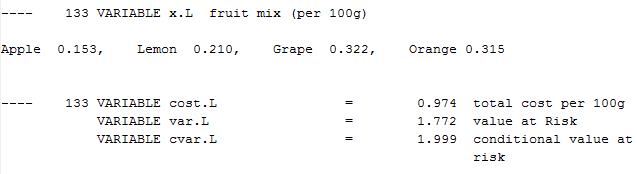 ---- 133 VARIABLE x.L fruit mix (per 100g)
Apple 0.153, Lemon 0.210, Grape 0.322, Orange 0.315
---- 133 VARIABLE cost.L = 0.974 total cost per 100g
VARIABLE var.L = 1.772 value at Risk
VARIABLE cvar.L = 1.999 conditional value at
risk